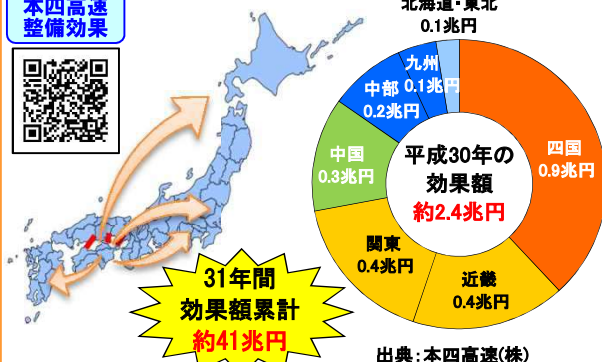 本四高速
整備効果
北海道・東北
0.1兆円
九州
0.1兆円
中部
0.2兆円
中国
0.3兆円
四国
0.9兆円
平成30年の
効果額
約2.4兆円
関東
0.4兆円
近畿
0.4兆円
31年間
効果額累計
約41兆円
出典:本四高速(株)